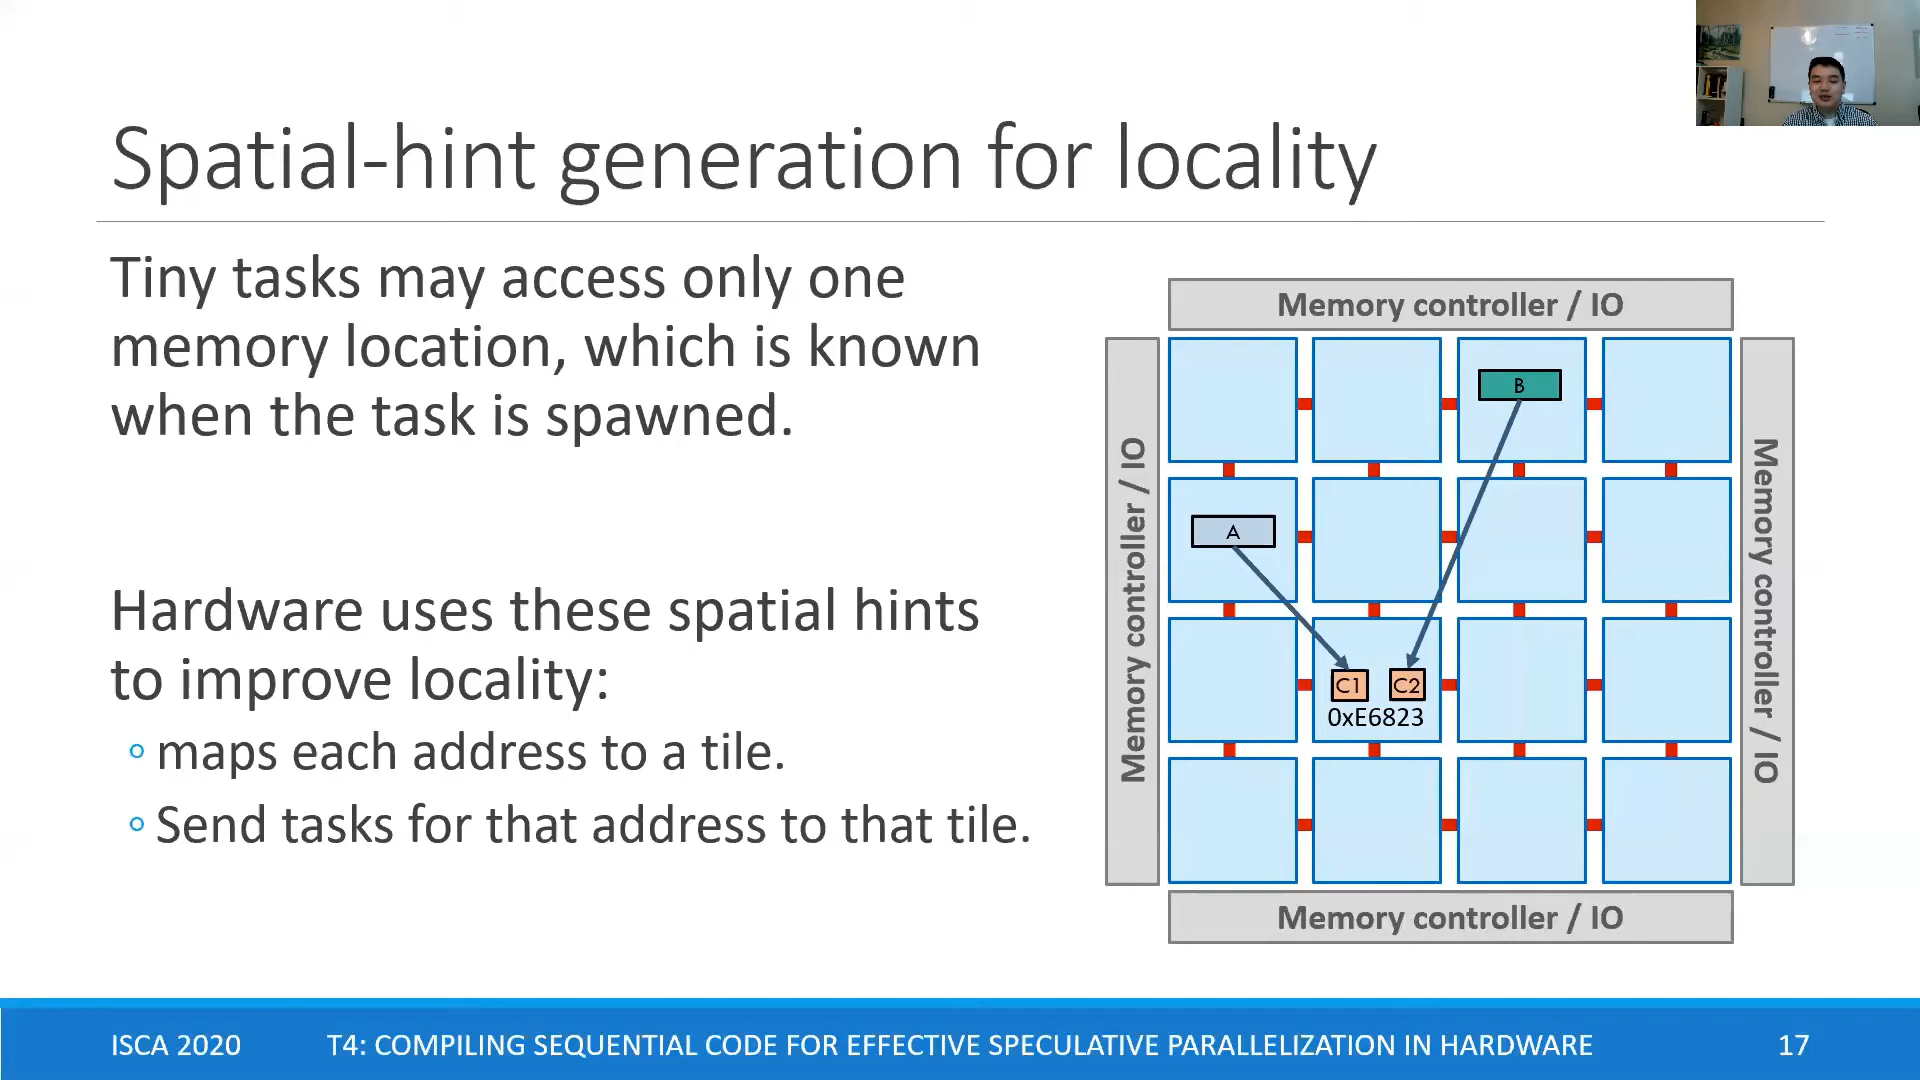 Spatial-hint generation for locality
Tiny tasks may access only one
memory location, which is known
when the task is spawned.
Hardware uses these spatial hints
to improve locality:
◦ maps each address to a tile.
◦ Send tasks for that address to that tile.
Memory controller / IO
Memory controller / IO
B
A
C1 C2
0xE6823
Memory controller / IO
Memory controller / IO
ISCA 2020
T4: COMPILING SEQUENTIAL CODE FOR EFFECTIVE SPECULATIVE PARALLELIZATION IN HARDWARE
17